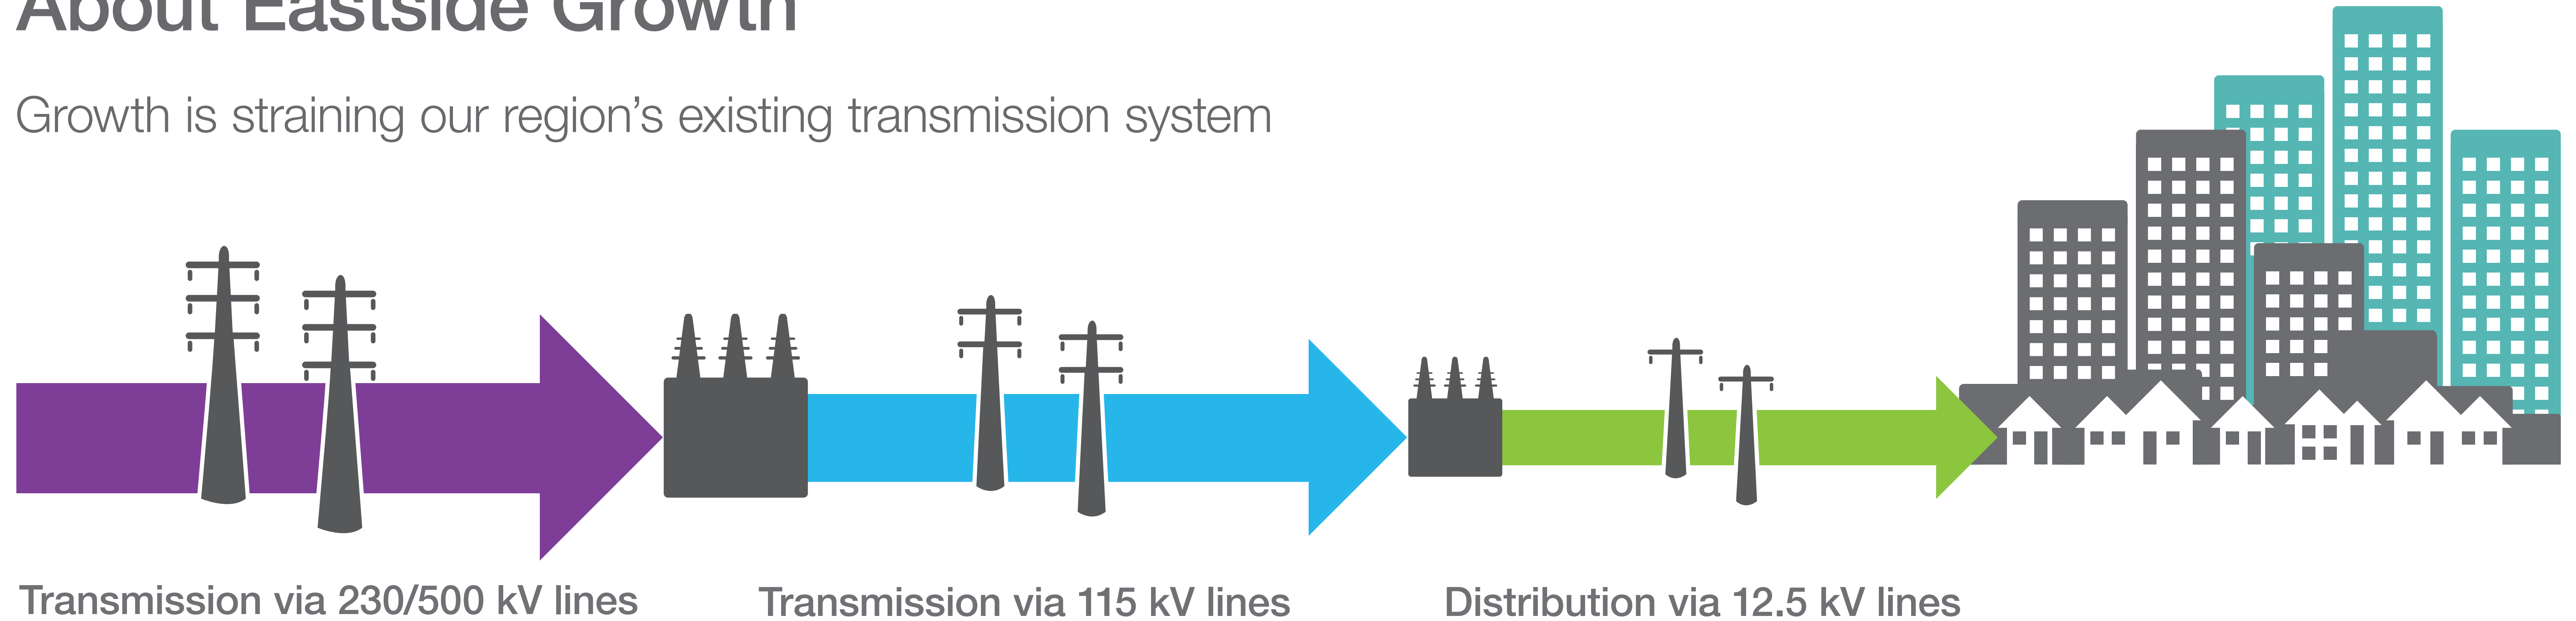 About Eastside Growth
Growth is straining our region's existing transmission system
Transmission via 230/500 kV lines
Transmission via 115 kV lines
Distribution via 12.5 kV lines